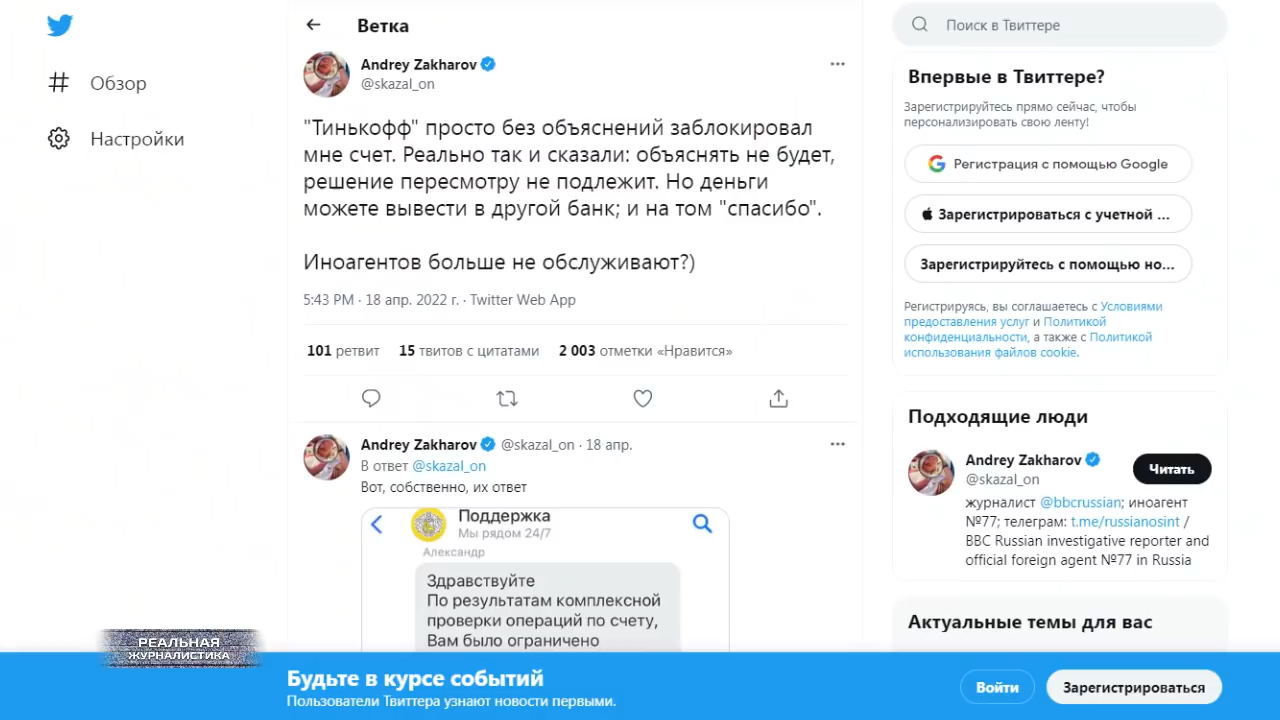 Обзор
Настройки
Ветка
Andrey Zakharov
@skazal_on
"Тинькофф" просто без объяснений заблокировал
мне счет. Реально так и сказали: объяснять не будет,
решение пересмотру не подлежит. Но деньги
можете вывести в другой банк; и на том "спасибо".
Иноагентов больше не обслуживают?)
5:43 PM · 18 апр. 2022 г. · Twitter Web App
101 ретвит 15 твитов с цитатами 2 003 отметки «Нравится»
Andrey Zakharov @skazal_on · 18 апр.
В ответ @skazal_on
Вот, собственно, их ответ
Поддержка
Мы рядом 24/7
Александр
Здравствуйте
По результатам комплексной
проверки операций по счету,
Вам было ограничено
Поиск в Твиттере
Впервые в Твиттере?
Зарегистрируйтесь прямо сейчас, чтобы
персонализировать свою ленту!
Регистрация с помощью Google
Зарегистрироваться с учетной ...
Зарегистрируйтесь с помощью но...
Регистрируясь, вы соглашаетесь с Условиями
предоставления услуг и Политикой
конфиденциальности, а также с Политикой
использования файлов cookie.
Подходящие люди
Andrey Zakharov
@skazal_on
Читать
журналист @bbcrussian; иноагент
№77; телеграм: t.me/russianosint /
BBC Russian investigative reporter and
official foreign agent №77 in Russia
Актуальные темы для вас
РЕАЛЬНАЯ
ЖУРНАЛИСТИКА
Будьте в курсе событий
Пользователи Твиттера узнают новости первыми.
Войти
Зарегистрироваться